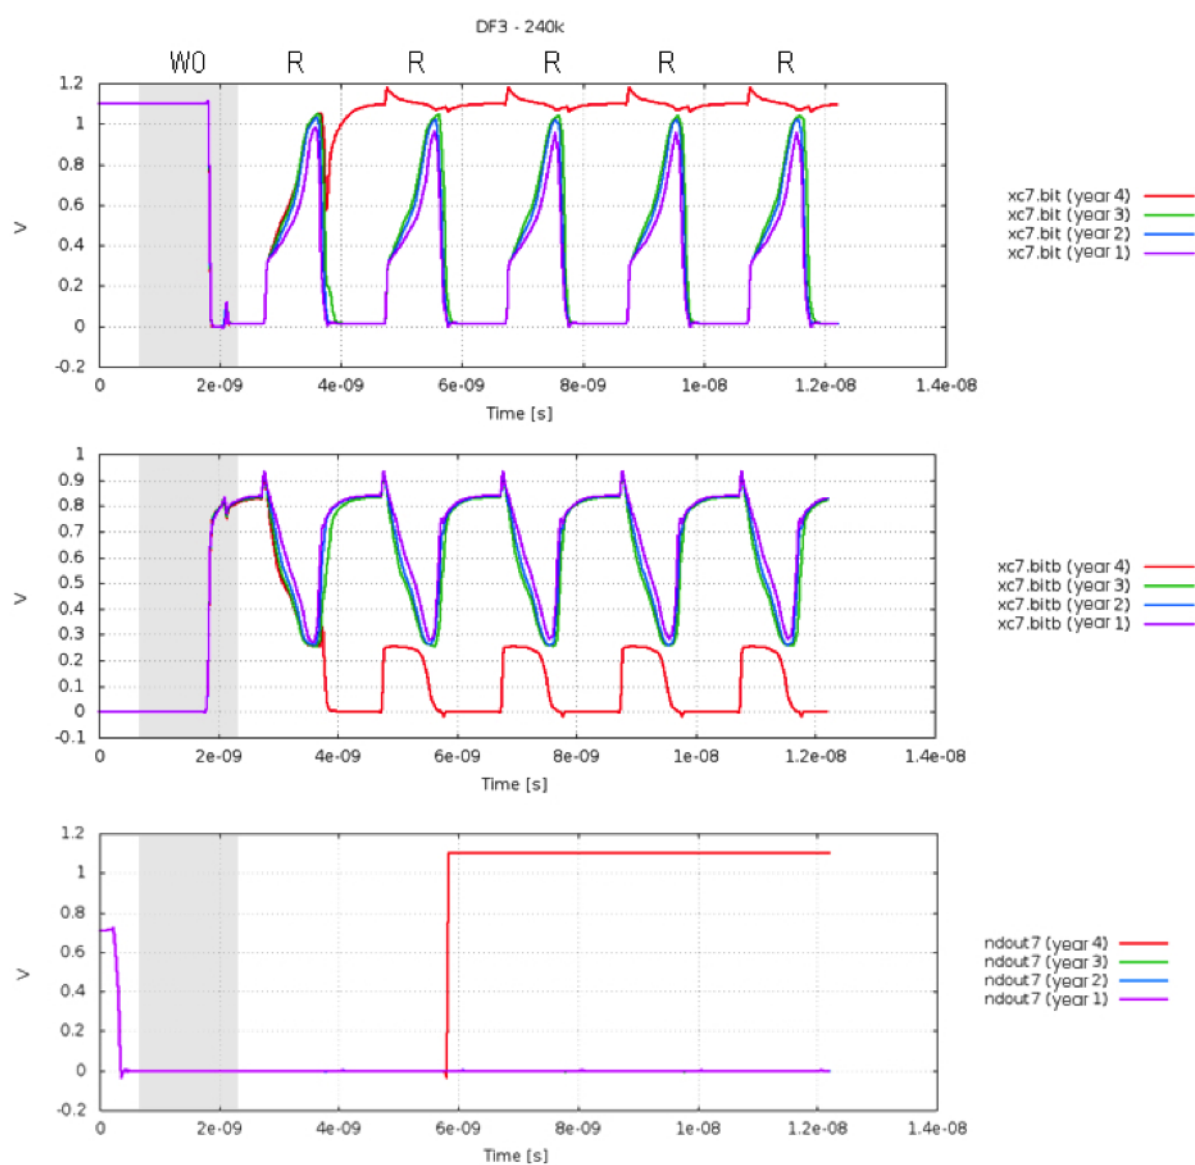 DF3 - 240k
W0 R R R R R
1.2
1
0.8
0.6
0.4
0.2
0
-0.2
V
0 2e-09 4e-09 6e-09 8e-09 1e-08 1.2e-08 1.4e-08
Time [s]
xc7.bit (year 4)
xc7.bit (year 3)
xc7.bit (year 2)
xc7.bit (year 1)
1
0.9
0.8
0.7
0.6
0.5
0.4
0.3
0.2
0.1
0
-0.1
V
0 2e-09 4e-09 6e-09 8e-09 1e-08 1.2e-08 1.4e-08
Time [s]
xc7.bitb (year 4)
xc7.bitb (year 3)
xc7.bitb (year 2)
xc7.bitb (year 1)
1.2
1
0.8
0.6
0.4
0.2
0
-0.2
V
0 2e-09 4e-09 6e-09 8e-09 1e-08 1.2e-08 1.4e-08
Time [s]
ndout7 (year 4)
ndout7 (year 3)
ndout7 (year 2)
ndout7 (year 1)